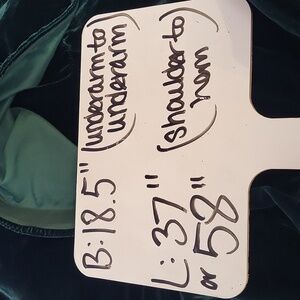 B: 18.5" (underarm to underarm)
L: 37" (shoulder to hem)
or 58"